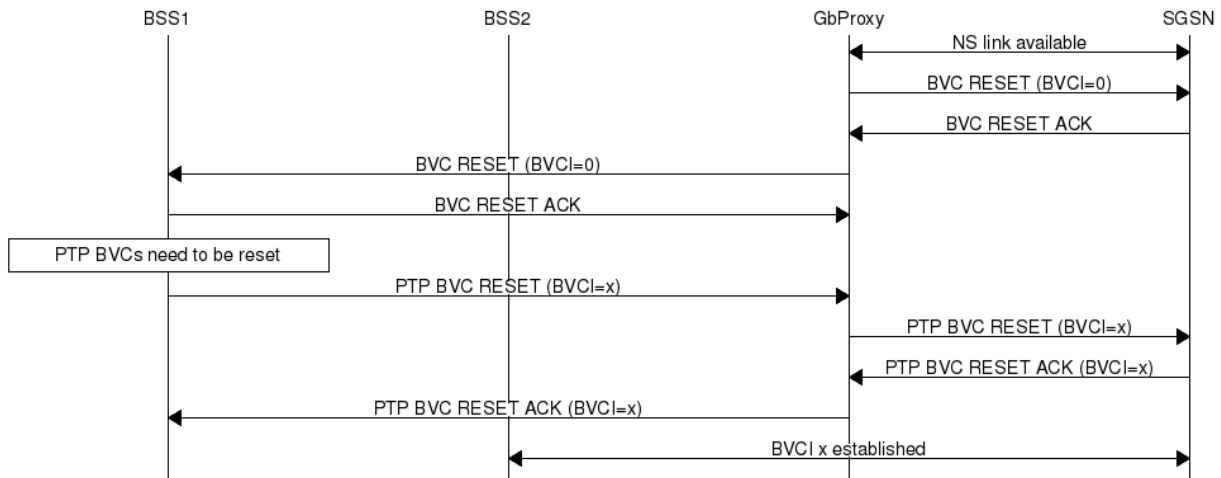 BSS1 BSS2 GbProxy SGSN
NS link available
BVC RESET (BVCI=0)
BVC RESET ACK
BVC RESET (BVCI=0)
BVC RESET ACK
PTP BVCs need to be reset
PTP BVC RESET (BVCI=x)
PTP BVC RESET (BVCI=x)
PTP BVC RESET ACK (BVCI=x)
PTP BVC RESET ACK (BVCI=x)
BVCI x established